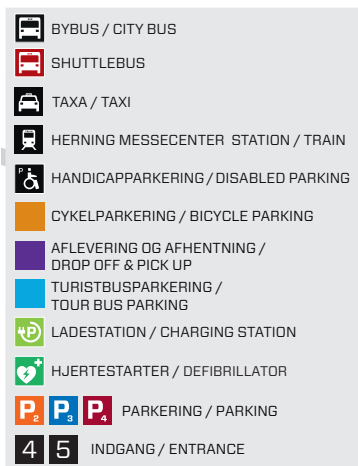 BYBUS / CITY BUS
SHUTTLEBUS
TAXA / TAXI
HERNING MESSECENTER STATION / TRAIN
P HANDICAPPARKERING / DISABLED PARKING
CYKELPARKERING / BICYCLE PARKING
AFLEVERING OG AFHENTNING /
DROP OFF & PICK UP
TURISTBUSPARKERING /
TOUR BUS PARKING
P LADESTATION / CHARGING STATION
HJERTESTARTER / DEFIBRILLATOR
P2 P3 P4 PARKERING / PARKING
4 5 INDGANG / ENTRANCE